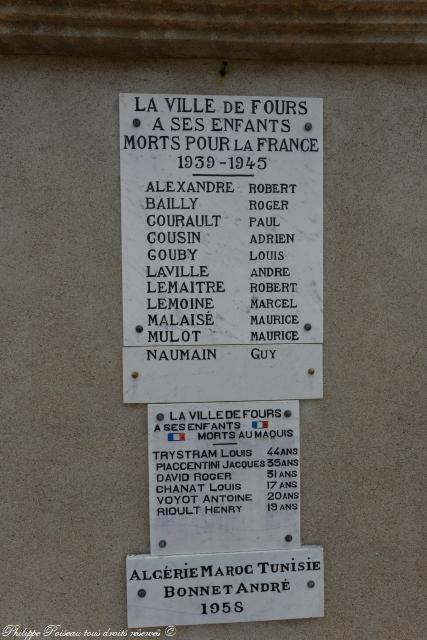 LA VILLE DE FOURS
A SES ENFANTS
MORTS POUR LA FRANCE
1939-1945
ALEXANDRE ROBERT
BAILLY ROGER
COURAULT PAUL
COUSIN ADRIEN
GOUBY LOUIS
LAVILLE ANDRE
LEMAITRE ROBERT
LEMOINE MARCEL
MALAISÉ MAURICE
MULOT MAURICE
NAUMAIN GUY
LA VILLE DE FOURS
A SES ENFANTS
MORTS AU MAQUIS
TRYSTRAM LOUIS 44 ANS
PIACCENTINI JACQUES 35 ANS
DAVID ROGER 31 ANS
CHANAT LOUIS 17 ANS
VOYOT ANTOINE 20 ANS
RIOULT HENRY 19 ANS
ALGÉRIE MAROC TUNISIE
BONNET ANDRÉ
1958
Philippe Poiseau tous droits réservés ©